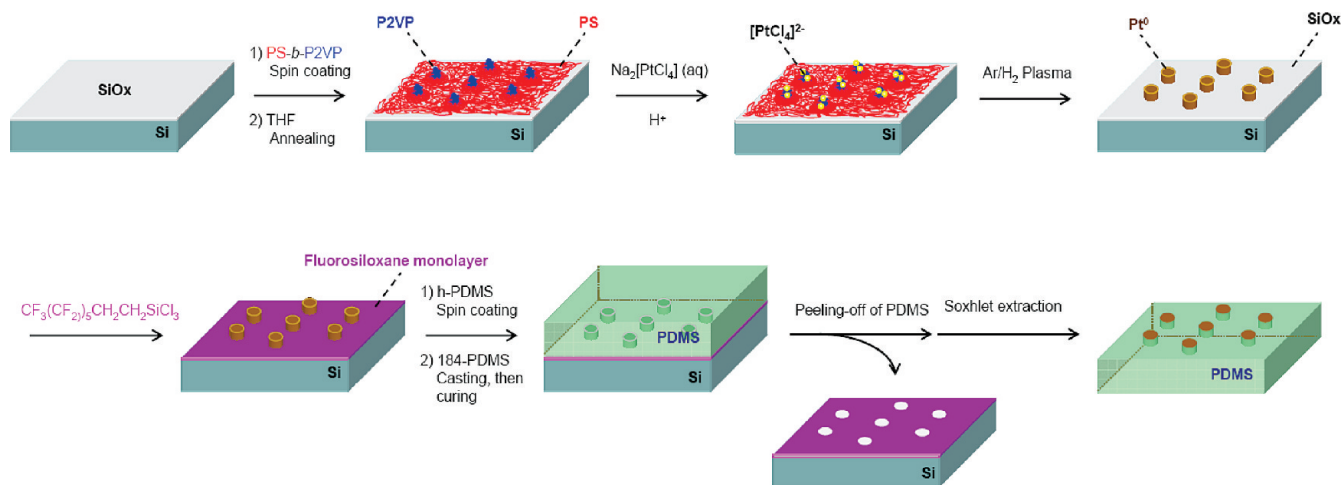 SiOx
Si
1) PS-b-P2VP
Spin coating
2) THF
Annealing
P2VP
PS
Si
Na₂[PtCl₄] (aq)
H⁺
[PtCl₄]²⁻
Si
Ar/H₂ Plasma
Pt⁰
SiOx
Si
CF₃(CF₂)₅CH₂CH₂SiCl₃
Fluorosiloxane monolayer
Si
1) h-PDMS
Spin coating
2) 184-PDMS
Casting, then
curing
PDMS
Si
Peeling-off of PDMS
Si
Soxhlet extraction
PDMS